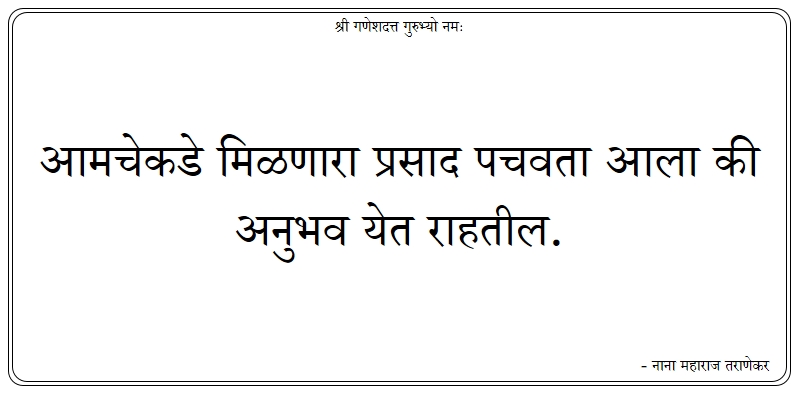 श्री गणेशदत्त गुरुभ्यो नमः
आमचेकडे मिळणारा प्रसाद पचवता आला की
अनुभव येत राहतील.
- नाना महाराज तराणेकर